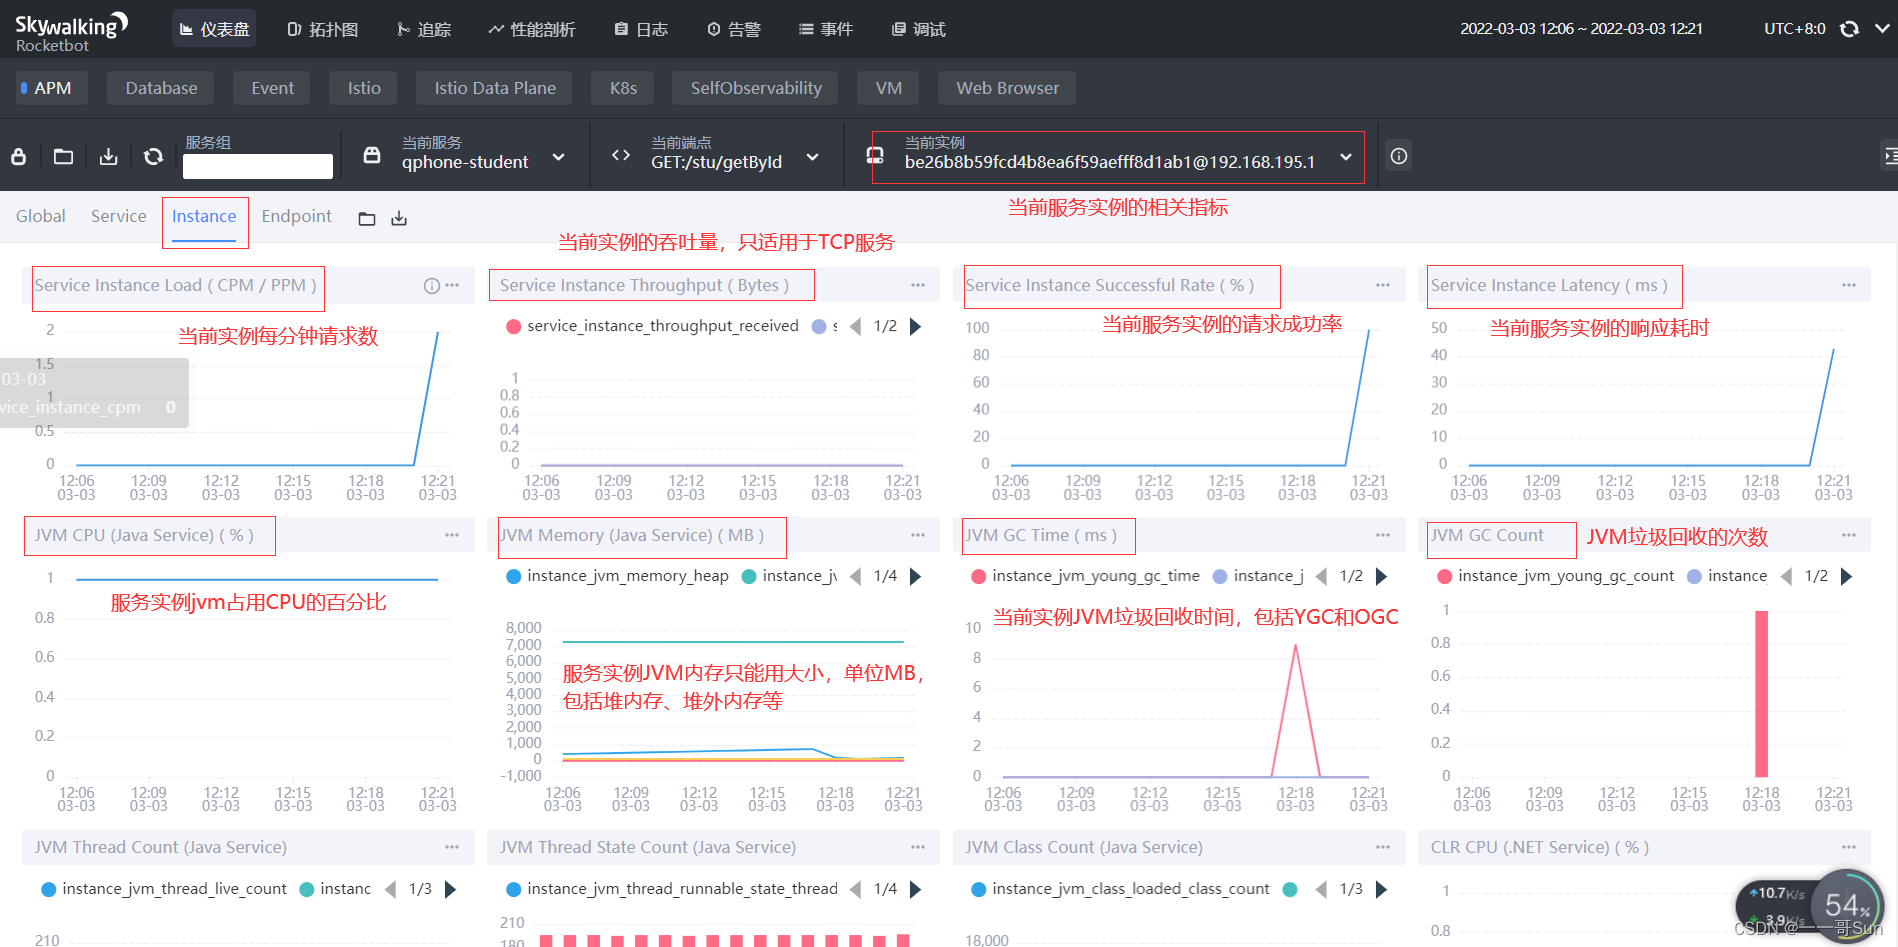 Skywalking
Rocketbot
仪表盘 拓扑图 追踪 性能剖析 日志 告警 事件 调试
2022-03-03 12:06 ~ 2022-03-03 12:21
UTC+8:0
APM Database Event Istio Istio Data Plane K8s SelfObservability VM Web Browser
服务组
当前服务
qphone-student
当前端点
GET:/stu/getById
当前实例
be26b8b59fcd4b8ea6f59aefff8d1ab1@192.168.195.1
Global Service Instance Endpoint
当前服务实例的相关指标
当前实例的吞吐量，只适用于TCP服务
Service Instance Load ( CPM / PPM )
当前实例每分钟请求数
2
1.5
1
0.5
0
03-03
vice_instance_cpm 0
12:06 12:09 12:12 12:15 12:18 12:21
03-03 03-03 03-03 03-03 03-03 03-03
Service Instance Throughput ( Bytes )
service_instance_throughput_received s 1/2
1
0.8
0.6
0.4
0.2
0
12:06 12:09 12:12 12:15 12:18 12:21
03-03 03-03 03-03 03-03 03-03 03-03
Service Instance Successful Rate ( % )
当前服务实例的请求成功率
100
80
60
40
20
0
12:06 12:09 12:12 12:15 12:18 12:21
03-03 03-03 03-03 03-03 03-03 03-03
Service Instance Latency ( ms )
当前服务实例的响应耗时
50
40
30
20
10
0
12:06 12:09 12:12 12:15 12:18 12:21
03-03 03-03 03-03 03-03 03-03 03-03
JVM CPU (Java Service) ( % )
服务实例jvm占用CPU的百分比
1
0.8
0.6
0.4
0.2
0
12:06 12:09 12:12 12:15 12:18 12:21
03-03 03-03 03-03 03-03 03-03 03-03
JVM Memory (Java Service) ( MB )
instance_jvm_memory_heap instance_jv 1/4
8,000
7,000
6,000
5,000
4,000
3,000
2,000
1,000
0
-1,000
服务实例JVM内存只能用大小，单位MB，
包括堆内存、堆外内存等
12:06 12:09 12:12 12:15 12:18 12:21
03-03 03-03 03-03 03-03 03-03 03-03
JVM GC Time ( ms )
instance_jvm_young_gc_time instance_j 1/2
当前实例JVM垃圾回收时间，包括YGC和OGC
10
8
6
4
2
0
12:06 12:09 12:12 12:15 12:18 12:21
03-03 03-03 03-03 03-03 03-03 03-03
JVM GC Count
JVM垃圾回收的次数
instance_jvm_young_gc_count instance 1/2
1
0.8
0.6
0.4
0.2
0
12:06 12:09 12:12 12:15 12:18 12:21
03-03 03-03 03-03 03-03 03-03 03-03
JVM Thread Count (Java Service)
instance_jvm_thread_live_count instanc 1/3
210
JVM Thread State Count (Java Service)
instance_jvm_thread_runnable_state_thread 1/4
210
180
JVM Class Count (Java Service)
instance_jvm_class_loaded_class_count 1/3
18,000
CLR CPU (.NET Service) ( % )
1
0.8
10.7K/s
3.9K/s
54%
CSDN @一一哥Sun